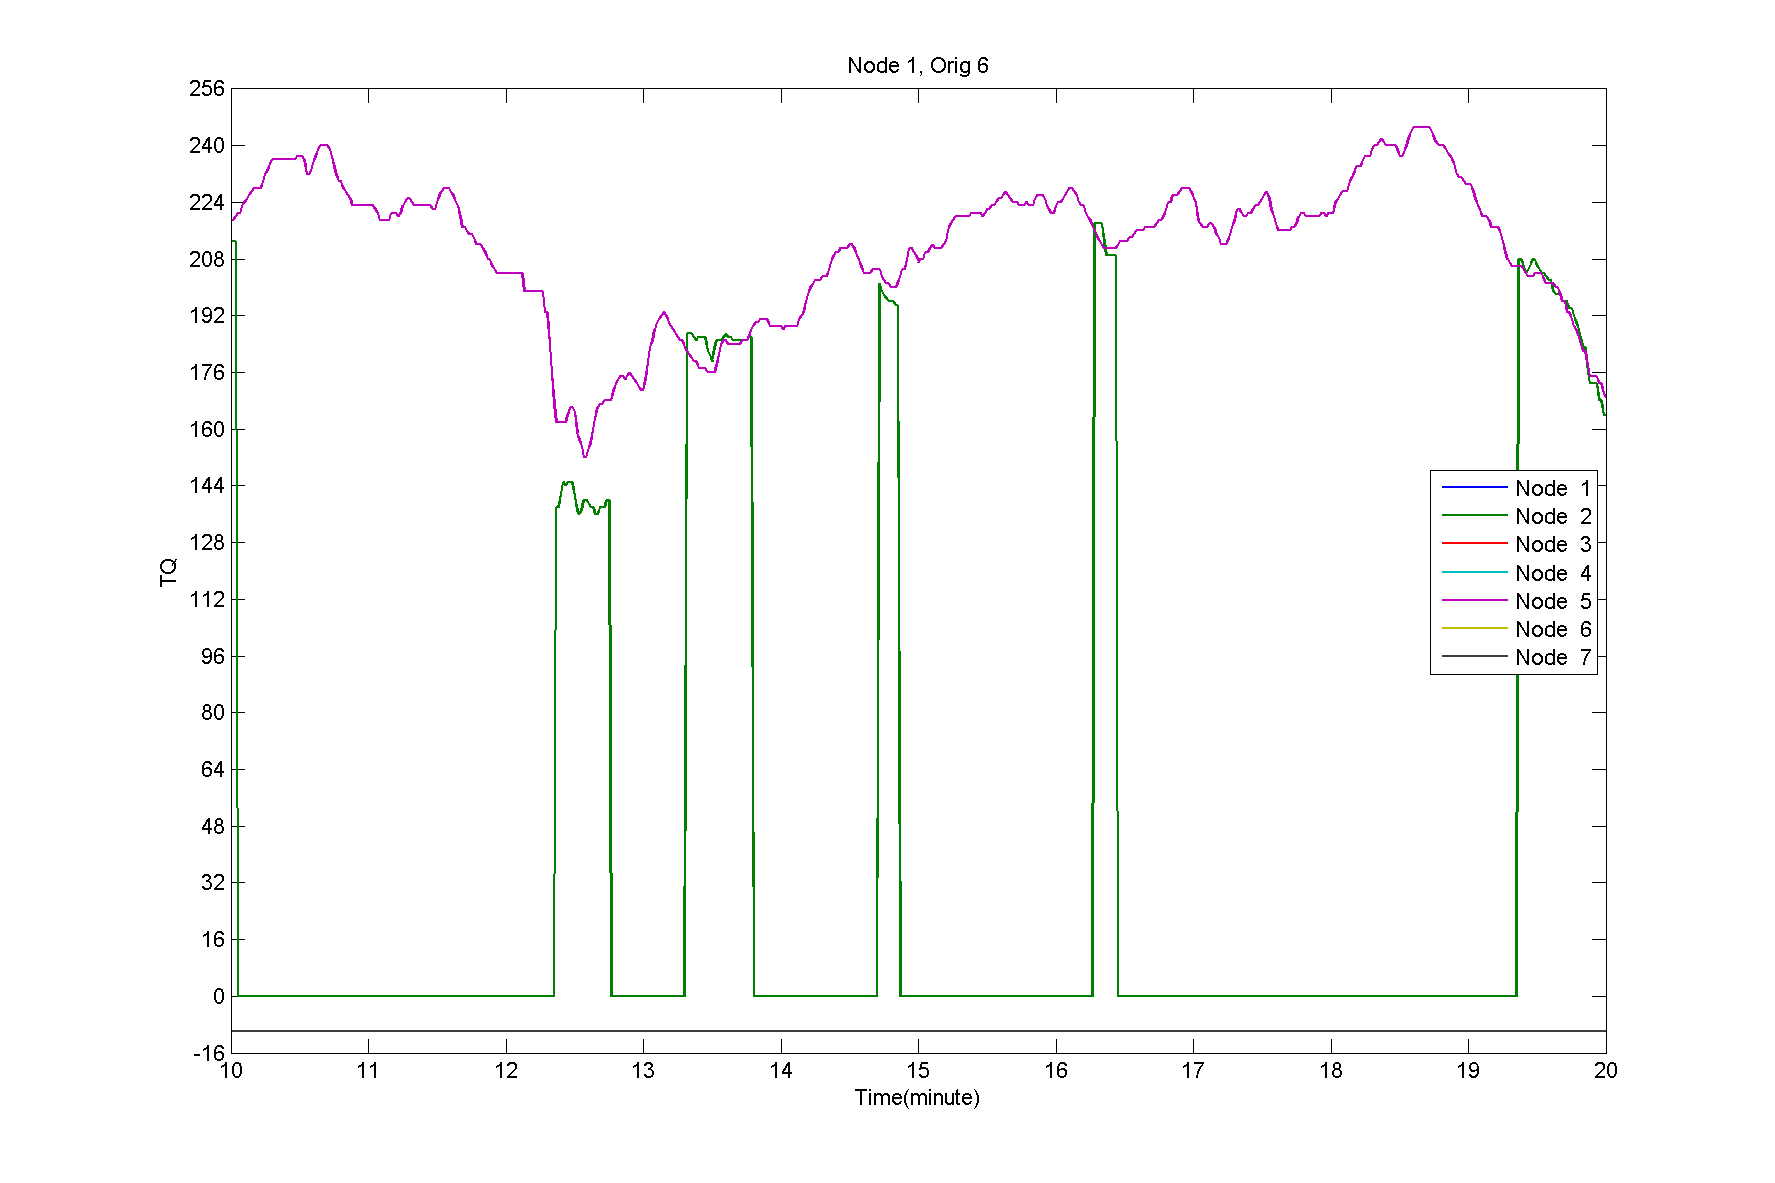 Node 1, Orig 6
256
240
224
208
192
176
160
144
128
112
96
80
64
48
32
16
0
-16
TQ
Node 1
Node 2
Node 3
Node 4
Node 5
Node 6
Node 7
10 11 12 13 14 15 16 17 18 19 20
Time(minute)